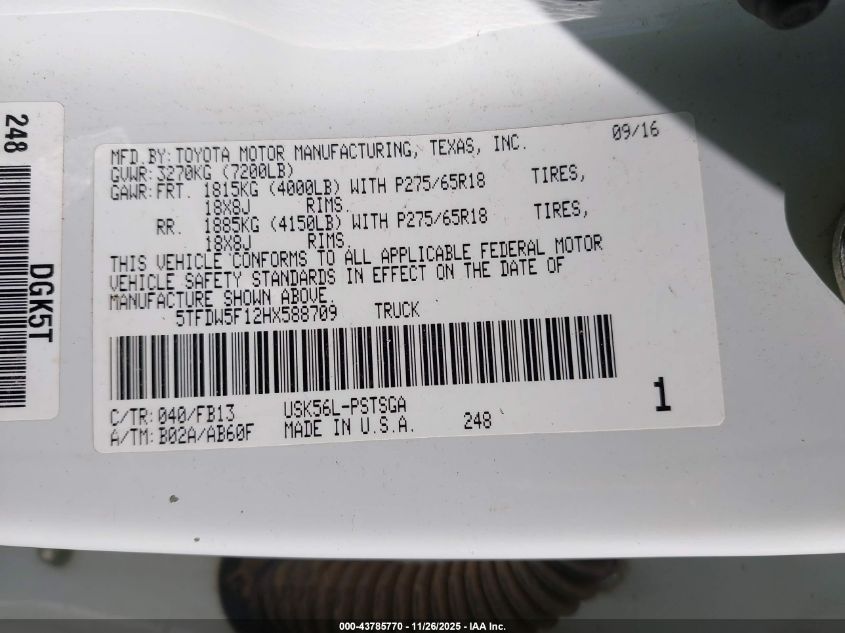 248
DGK5T
09/16
MFD.BY:TOYOTA MOTOR MANUFACTURING, TEXAS, INC.
GVWR:3270KG (7200LB)
GAWR:FRT. 1815KG (4000LB) WITH P275/65R18 TIRES,
18X8J RIMS.
RR. 1885KG (4150LB) WITH P275/65R18 TIRES,
18X8J RIMS.
THIS VEHICLE CONFORMS TO ALL APPLICABLE FEDERAL MOTOR
VEHICLE SAFETY STANDARDS IN EFFECT ON THE DATE OF
MANUFACTURE SHOWN ABOVE.
5TFDW5F12HX588709 TRUCK
C/TR:040/FB13 USK56L-PSTSGA
A/TM:B02A/AB60F MADE IN U.S.A. 248
1
000-43785770 - 11/26/2025 - IAA Inc.